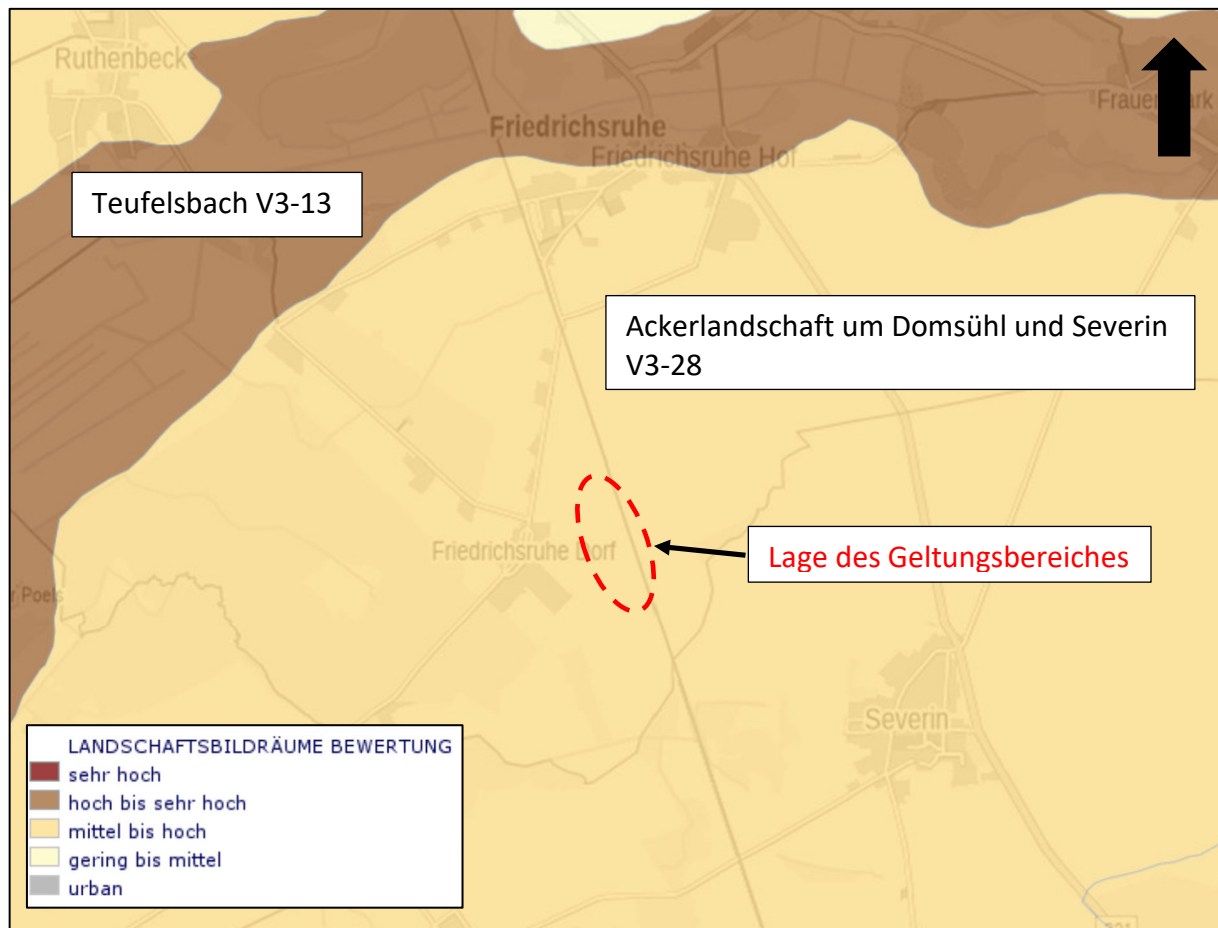 Ruthenbeck
Frauenmark
Friedrichsruhe
Friedrichsruhe Hof
Teufelsbach V3-13
Ackerlandschaft um Domsühl und Severin
V3-28
Friedrichsruhe Dorf
Lage des Geltungsbereiches
r Poels
Severin
LANDSCHAFTSBILDRÄUME BEWERTUNG
sehr hoch
hoch bis sehr hoch
mittel bis hoch
gering bis mittel
urban